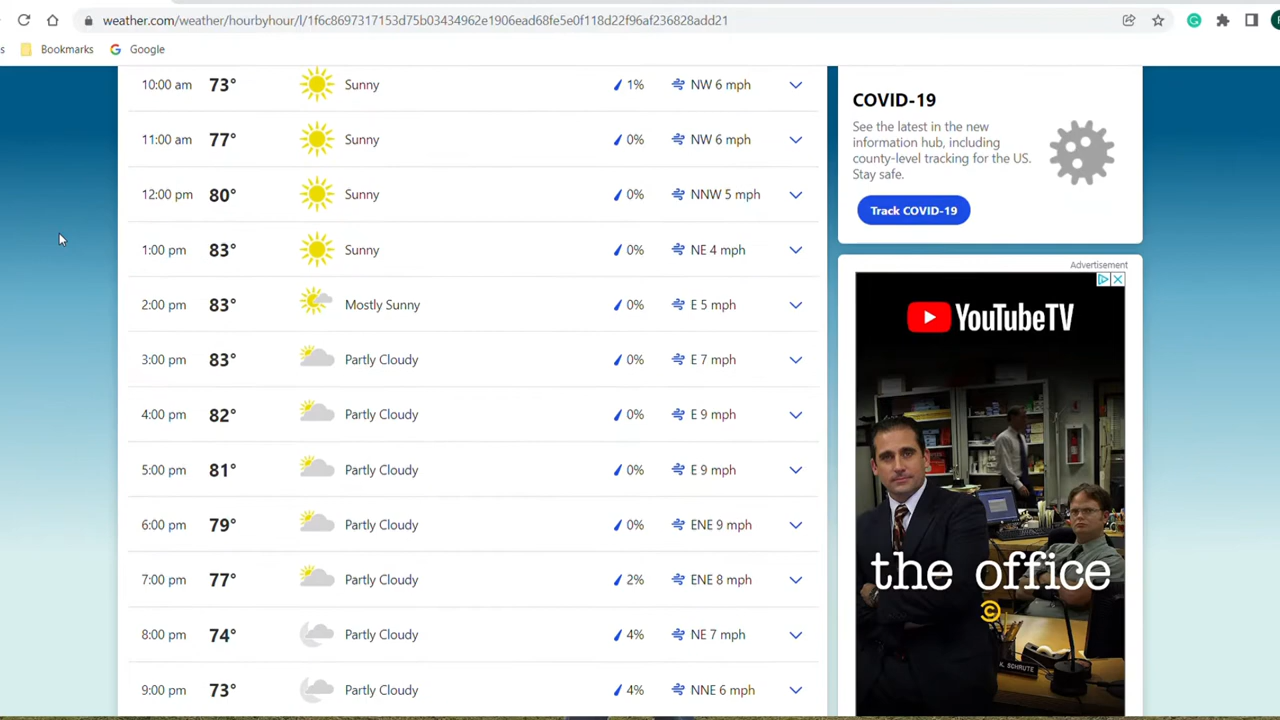 weather.com/weather/hourbyhour/l/1f6c8697317153d75b03434962e1906ead68fe5e0f118d22f96af236828add21
s Bookmarks Google
10:00 am 73° Sunny 1% NW 6 mph
11:00 am 77° Sunny 0% NW 6 mph
12:00 pm 80° Sunny 0% NNW 5 mph
1:00 pm 83° Sunny 0% NE 4 mph
2:00 pm 83° Mostly Sunny 0% E 5 mph
3:00 pm 83° Partly Cloudy 0% E 7 mph
4:00 pm 82° Partly Cloudy 0% E 9 mph
5:00 pm 81° Partly Cloudy 0% E 9 mph
6:00 pm 79° Partly Cloudy 0% ENE 9 mph
7:00 pm 77° Partly Cloudy 2% ENE 8 mph
8:00 pm 74° Partly Cloudy 4% NE 7 mph
9:00 pm 73° Partly Cloudy 4% NNE 6 mph
COVID-19
See the latest in the new
information hub, including
county-level tracking for the US.
Stay safe.
Track COVID-19
Advertisement
YouTubeTV
the office
K. SCHRUTE